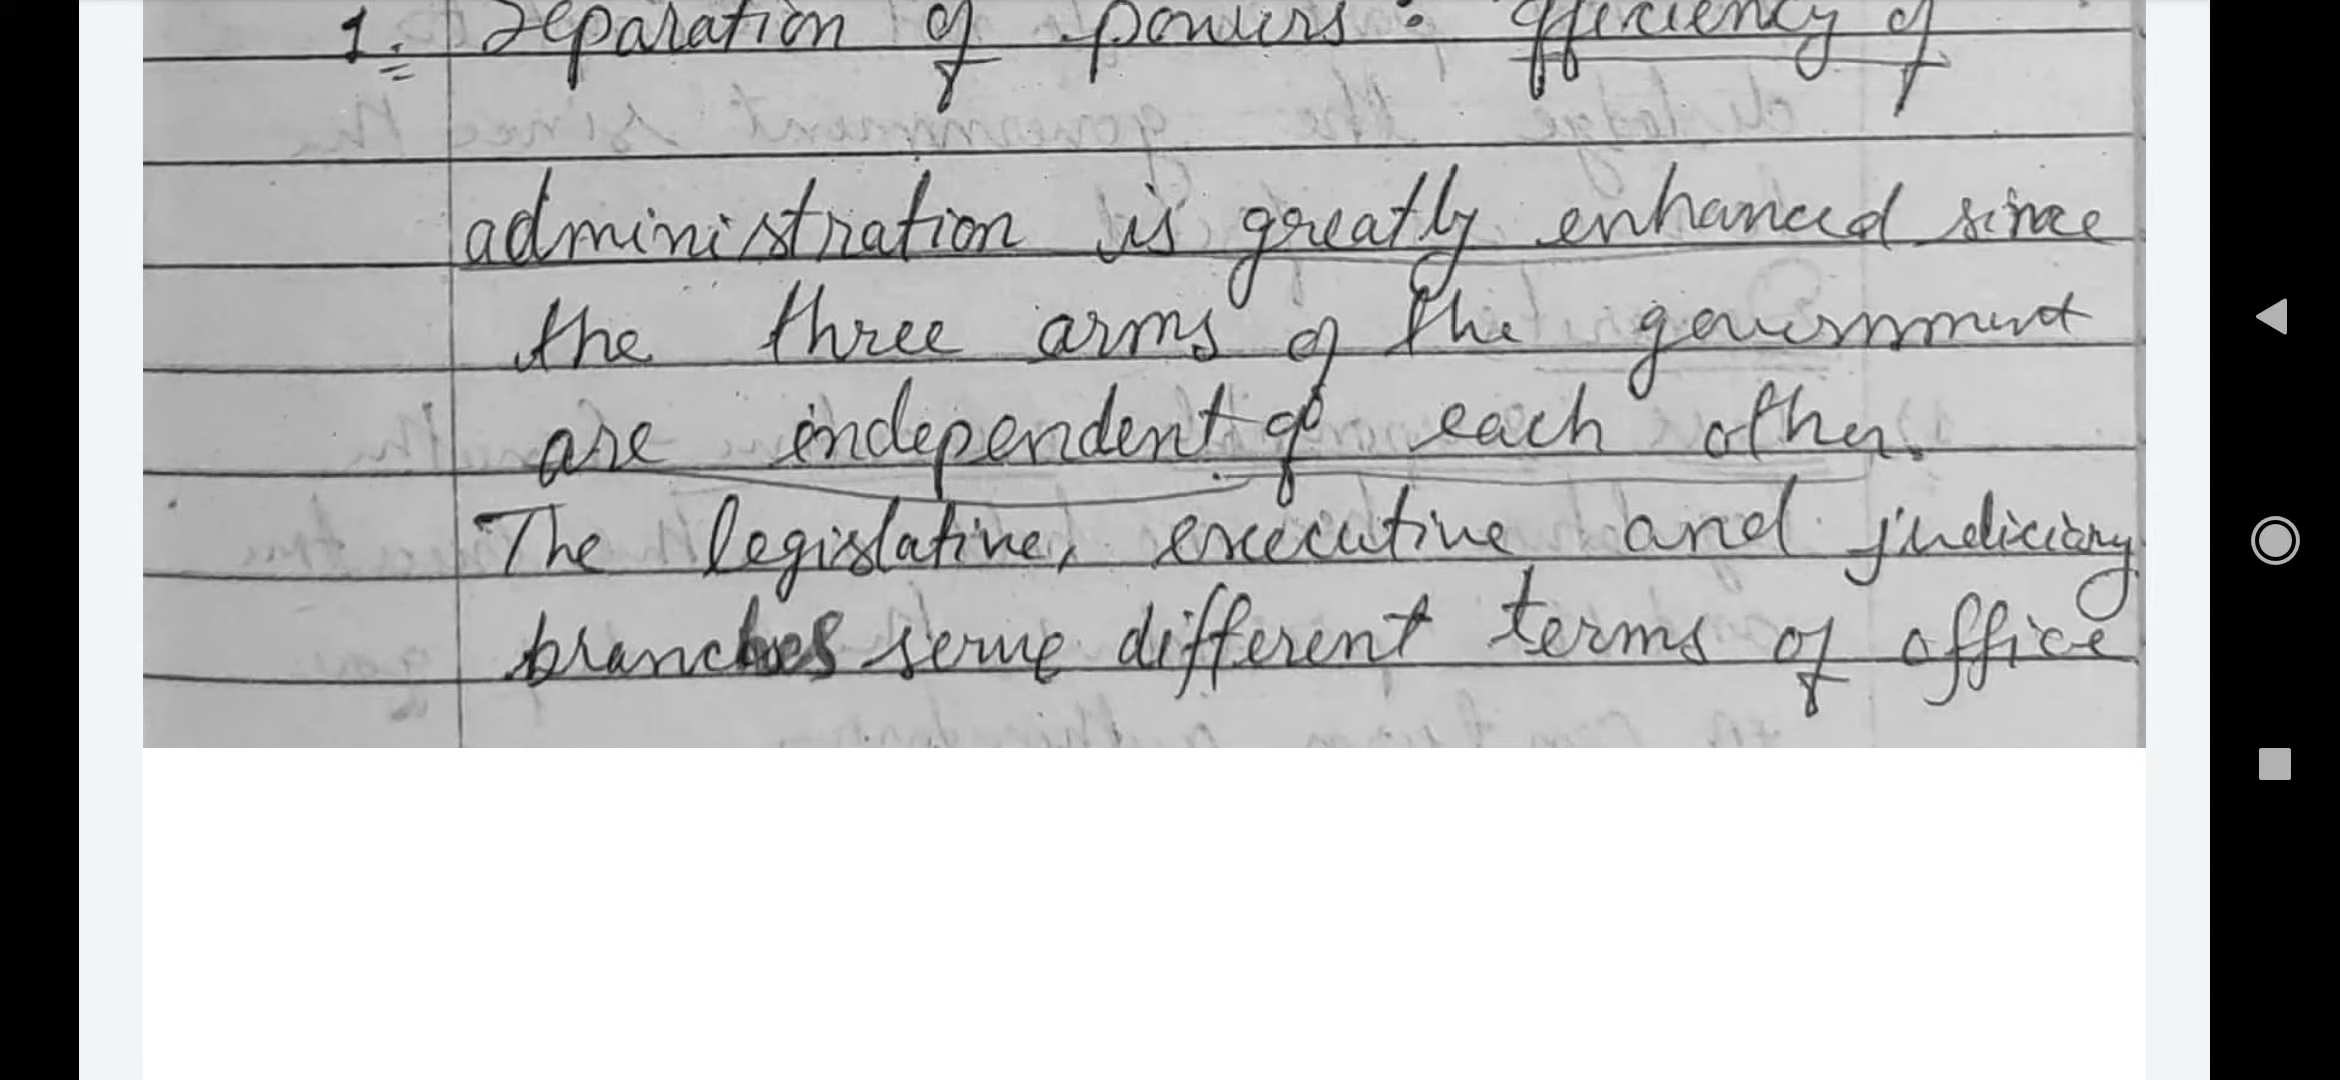 1. Separation of powers : Efficiency of
administration is greatly enhanced since
the three arms of the government
are independent of each other.
The legislative, executive and judiciary
branches serve different terms of office